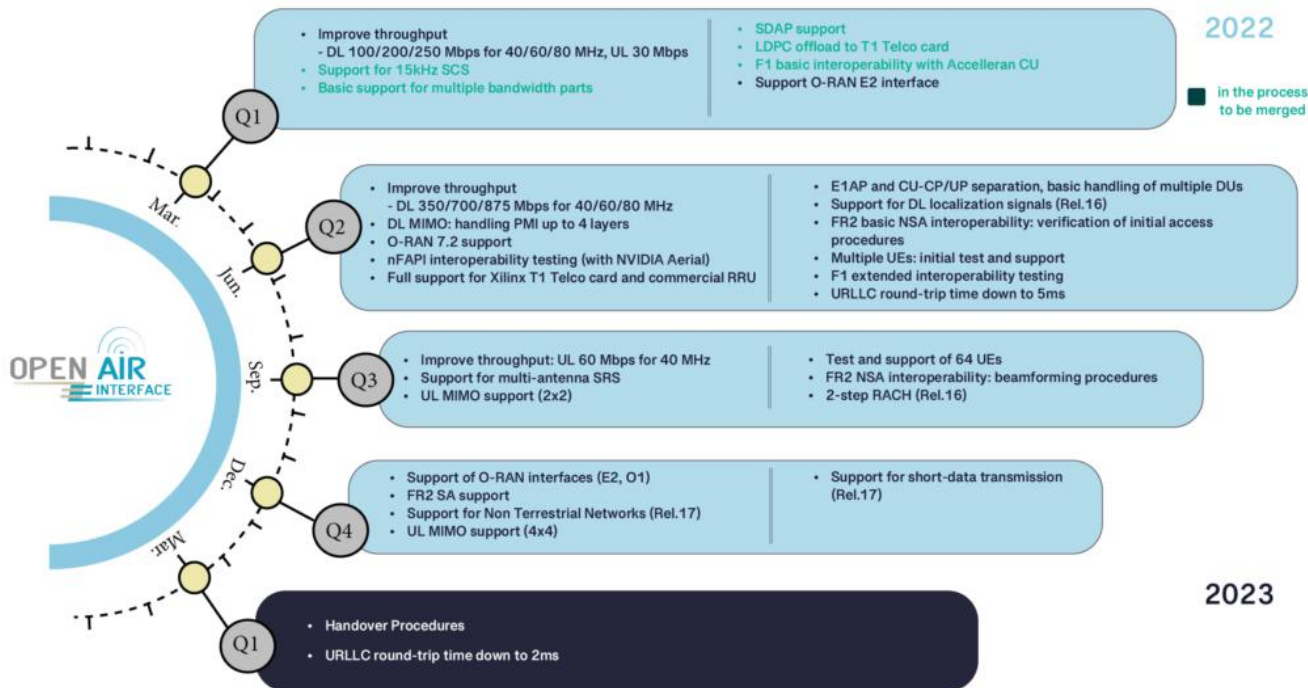 2022
• Improve throughput
- DL 100/200/250 Mbps for 40/60/80 MHz, UL 30 Mbps
• Support for 15kHz SCS
• Basic support for multiple bandwidth parts
• SDAP support
• LDPC offload to T1 Telco card
• F1 basic interoperability with Accelleran CU
• Support O-RAN E2 interface
in the process
to be merged
Q1
Mar.
• Improve throughput
- DL 350/700/875 Mbps for 40/60/80 MHz
• DL MIMO: handling PMI up to 4 layers
• O-RAN 7.2 support
• nFAPI interoperability testing (with NVIDIA Aerial)
• Full support for Xilinx T1 Telco card and commercial RRU
• E1AP and CU-CP/UP separation, basic handling of multiple DUs
• Support for DL localization signals (Rel.16)
• FR2 basic NSA interoperability: verification of initial access
procedures
• Multiple UEs: initial test and support
• F1 extended interoperability testing
• URLLC round-trip time down to 5ms
Q2
Jun.
OPEN AIR
INTERFACE
• Improve throughput: UL 60 Mbps for 40 MHz
• Support for multi-antenna SRS
• UL MIMO support (2x2)
• Test and support of 64 UEs
• FR2 NSA interoperability: beamforming procedures
• 2-step RACH (Rel.16)
Q3
Sep.
• Support of O-RAN interfaces (E2, O1)
• FR2 SA support
• Support for Non Terrestrial Networks (Rel.17)
• UL MIMO support (4x4)
• Support for short-data transmission
(Rel.17)
Q4
Dec.
2023
Mar.
Q1
• Handover Procedures
• URLLC round-trip time down to 2ms